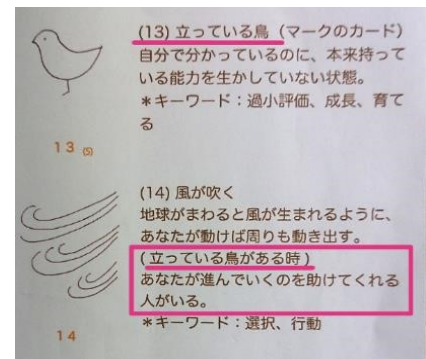 (13) 立っている鳥 (マークのカード)
自分で分かっているのに、本来持って
いる能力を生かしていない状態。
＊キーワード：過小評価、成長、育て
る
13 (S)
(14) 風が吹く
地球がまわると風が生まれるように、
あなたが動けば周りも動き出す。
(立っている鳥がある時)
あなたが進んでいくのを助けてくれる
人がいる。
＊キーワード：選択、行動
14